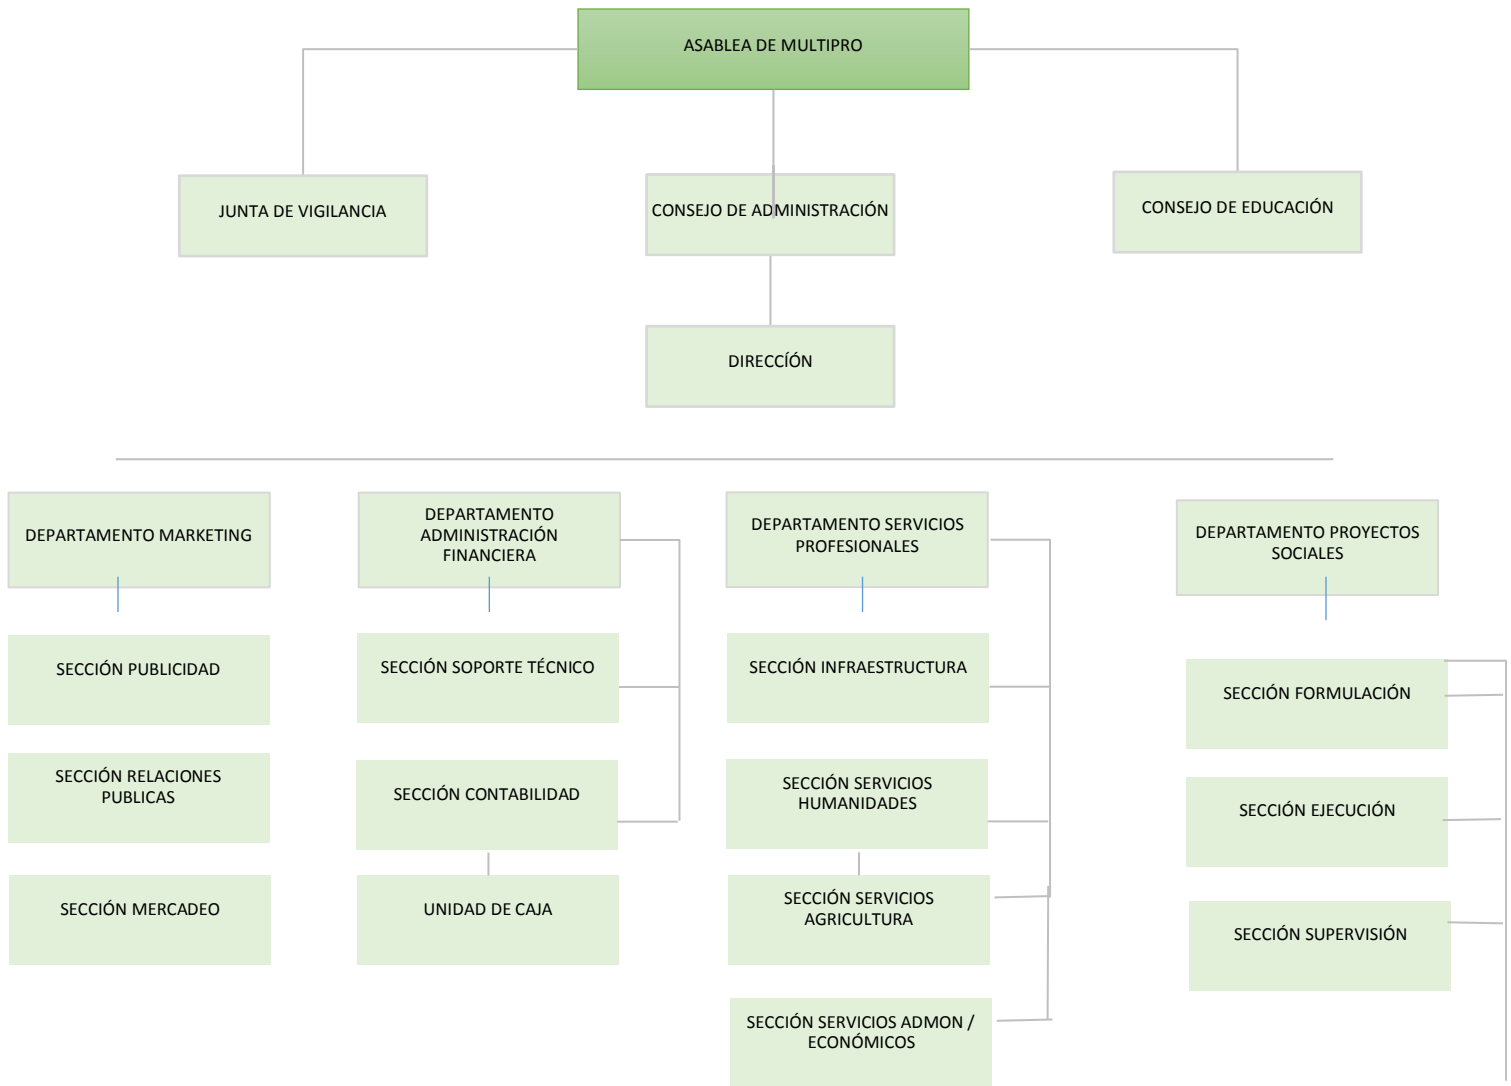 ASABLEA DE MULTIPRO
JUNTA DE VIGILANCIA
CONSEJO DE ADMINISTRACIÓN
CONSEJO DE EDUCACIÓN
DIRECCÍÓN
DEPARTAMENTO MARKETING
DEPARTAMENTO
ADMINISTRACIÓN
FINANCIERA
DEPARTAMENTO SERVICIOS
PROFESIONALES
DEPARTAMENTO PROYECTOS
SOCIALES
SECCIÓN PUBLICIDAD
SECCIÓN SOPORTE TÉCNICO
SECCIÓN INFRAESTRUCTURA
SECCIÓN FORMULACIÓN
SECCIÓN RELACIONES
PUBLICAS
SECCIÓN CONTABILIDAD
SECCIÓN SERVICIOS
HUMANIDADES
SECCIÓN EJECUCIÓN
SECCIÓN MERCADEO
UNIDAD DE CAJA
SECCIÓN SERVICIOS
AGRICULTURA
SECCIÓN SUPERVISIÓN
SECCIÓN SERVICIOS ADMON /
ECONÓMICOS